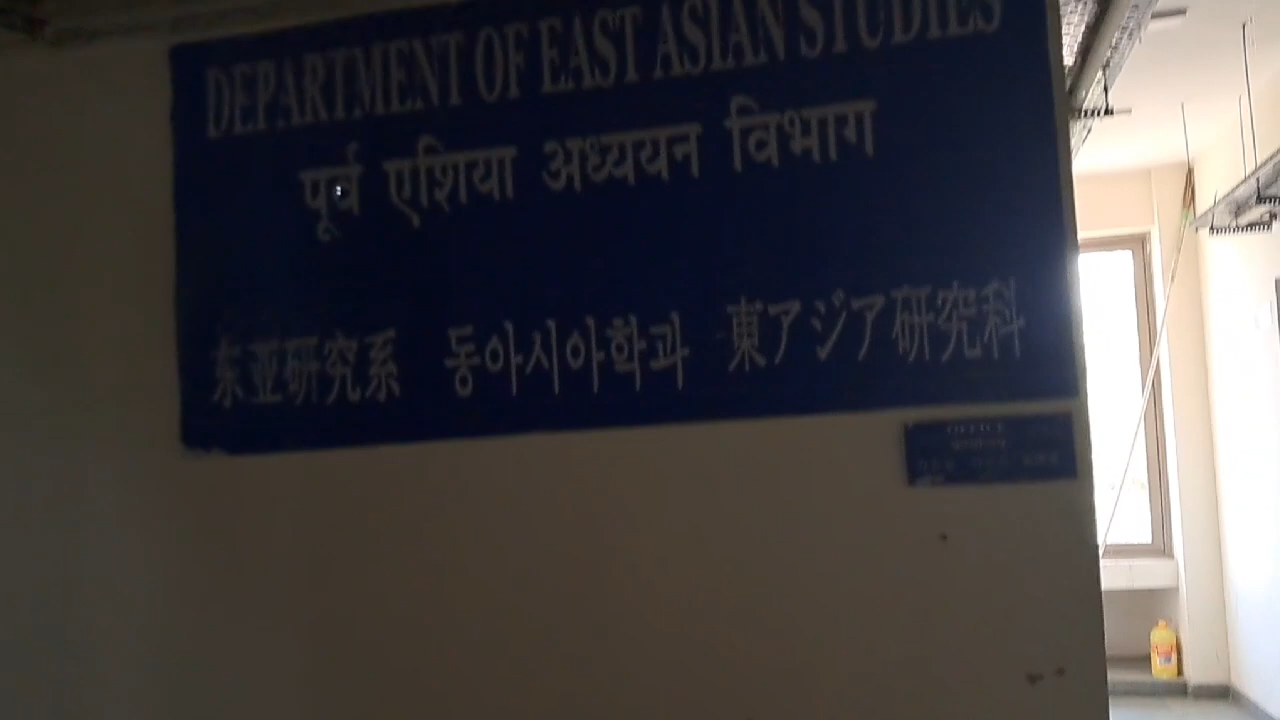 DEPARTMENT OF EAST ASIAN STUDIES
पूर्व एशिया अध्ययन विभाग
东亚研究系 동아시아학과 東アジア研究科
OFFICE